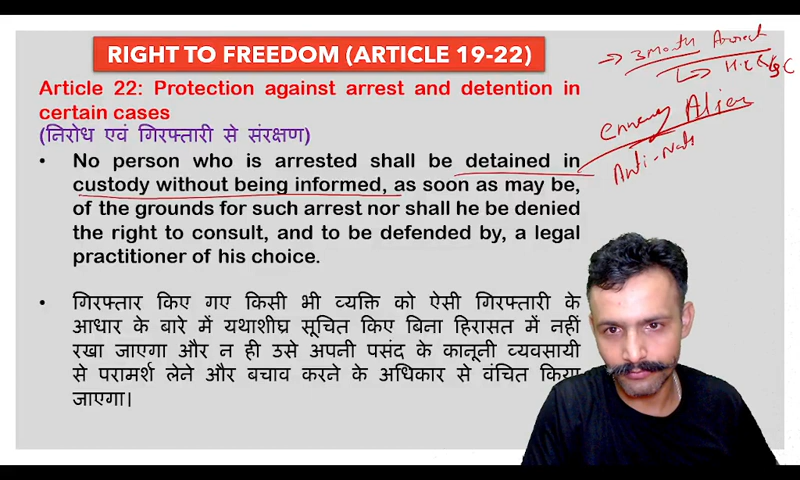 RIGHT TO FREEDOM (ARTICLE 19-22)
→ 3 Month Arrest
Article 22: Protection against arrest and detention in
certain cases
(निरोध एवं गिरफ्तारी से संरक्षण)
Alien
Anti-
• No person who is arrested shall be detained in
custody without being informed, as soon as may be,
of the grounds for such arrest nor shall he be denied
the right to consult, and to be defended by, a legal
practitioner of his choice.
• गिरफ्तार किए गए किसी भी व्यक्ति को ऐसी गिरफ्तारी के
आधार के बारे में यथाशीघ्र सूचित किए बिना हिरासत में नहीं
रखा जाएगा और न ही उसे अपनी पसंद के कानूनी व्यवसायी
से परामर्श लेने और बचाव करने के अधिकार से वंचित किया
जाएगा।